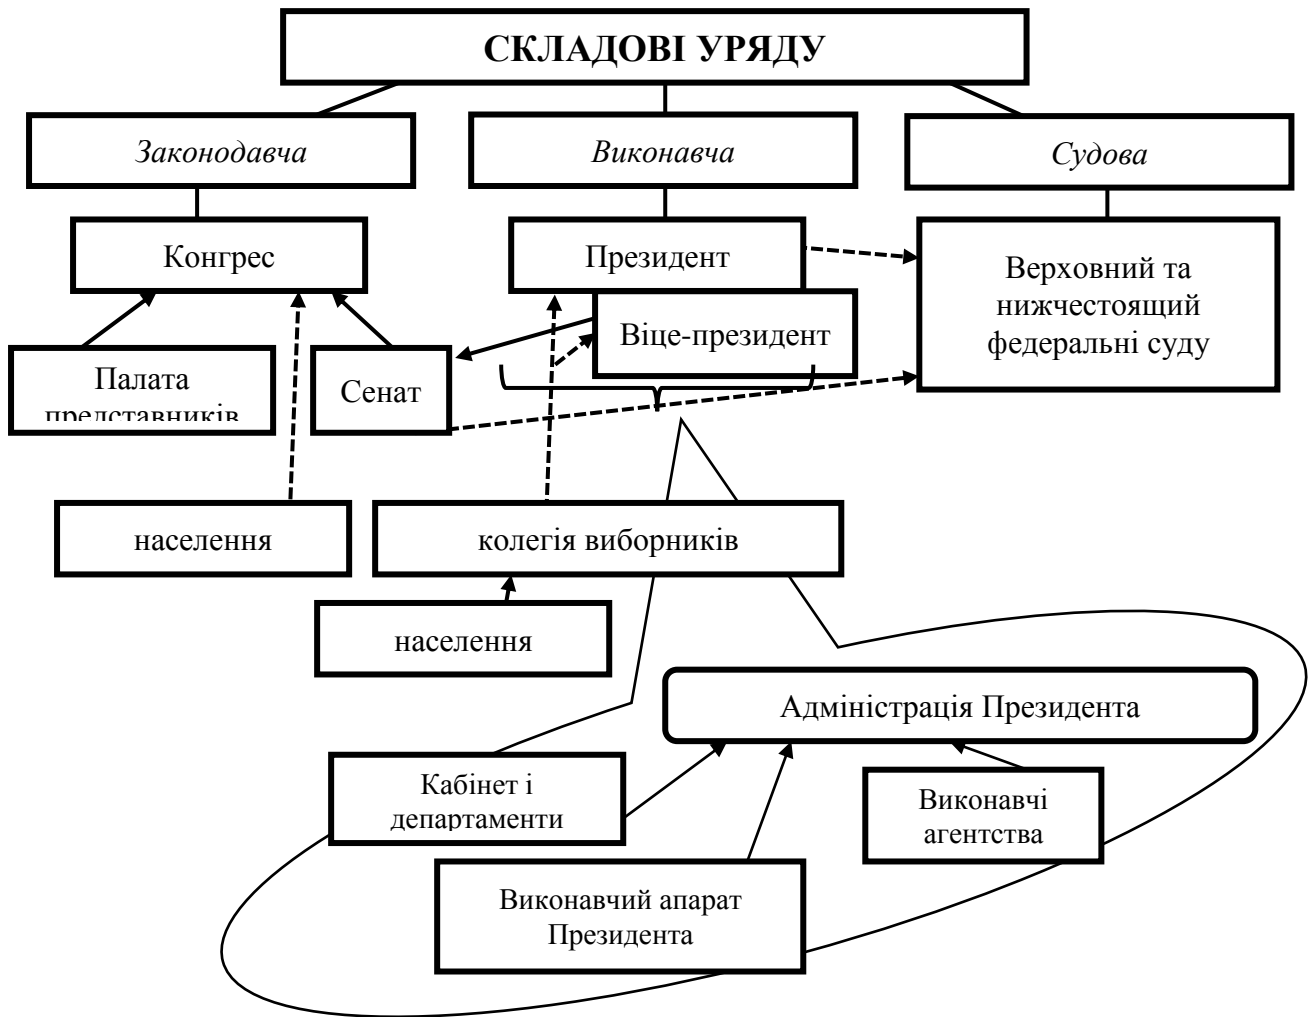 СКЛАДОВІ УРЯДУ
Законодавча
Виконавча
Судова
Конгрес
Президент
Верховний та
нижчестоящий
федеральні суду
Віце-президент
Палата
представників
Сенат
населення
колегія виборників
населення
Адміністрація Президента
Кабінет і
департаменти
Виконавчі
агентства
Виконавчий апарат
Президента